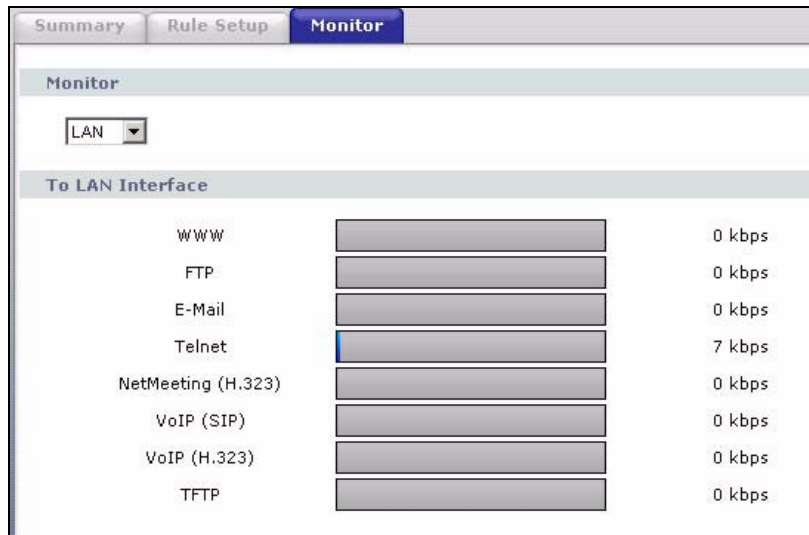 Summary Rule Setup Monitor
Monitor
LAN
To LAN Interface
WWW 0 kbps
FTP 0 kbps
E-Mail 0 kbps
Telnet 7 kbps
NetMeeting (H.323) 0 kbps
VoIP (SIP) 0 kbps
VoIP (H.323) 0 kbps
TFTP 0 kbps